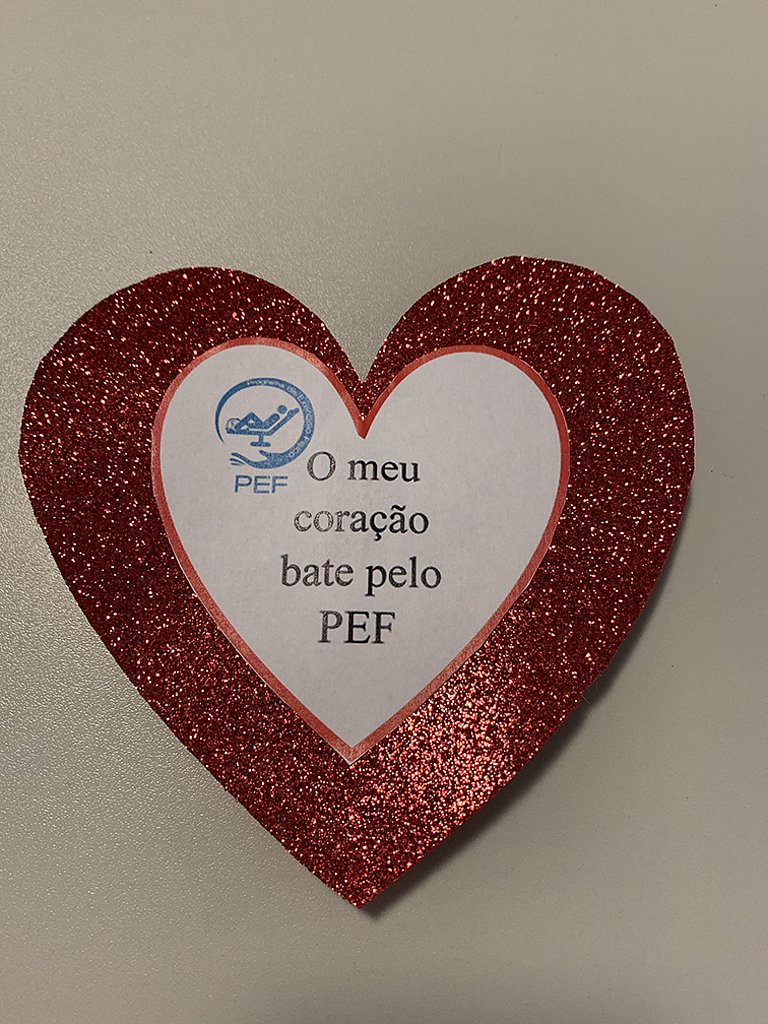 PEF
O meu
coração
bate pelo
PEF